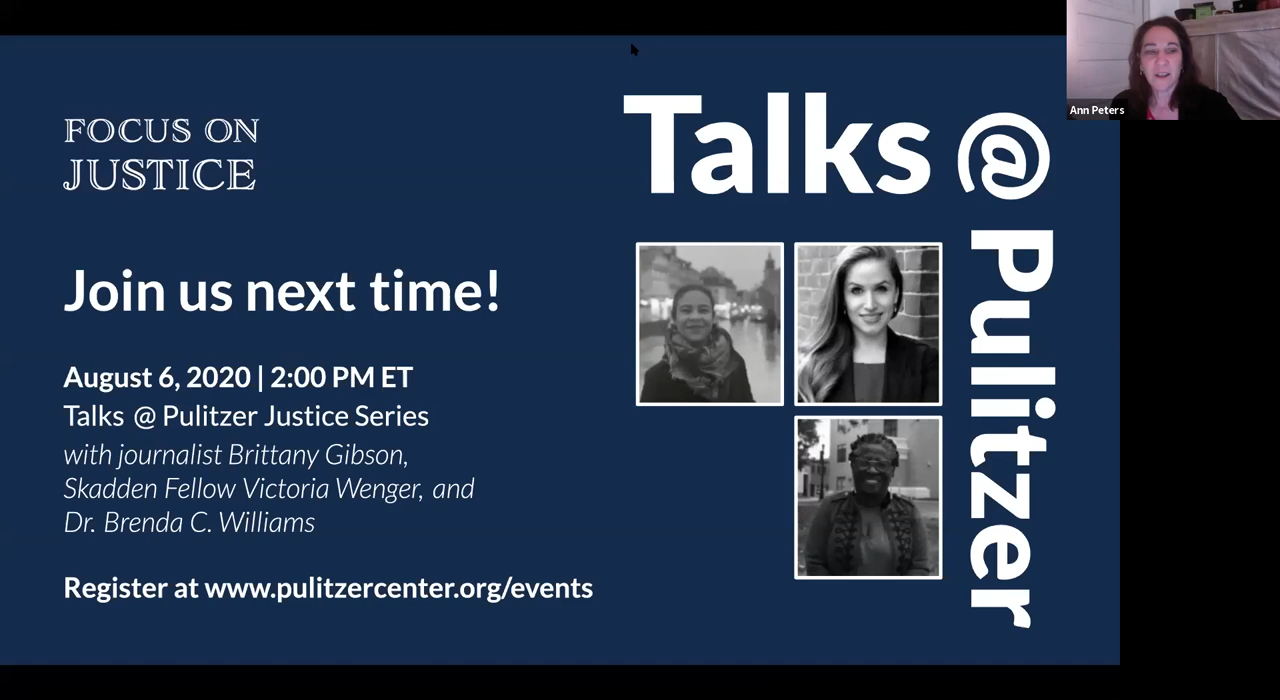 FOCUS ON
JUSTICE
Join us next time!
August 6, 2020 | 2:00 PM ET
Talks @ Pulitzer Justice Series
with journalist Brittany Gibson,
Skadden Fellow Victoria Wenger, and
Dr. Brenda C. Williams
Register at www.pulitzercenter.org/events
Talks @
Pulitzer
Ann Peters